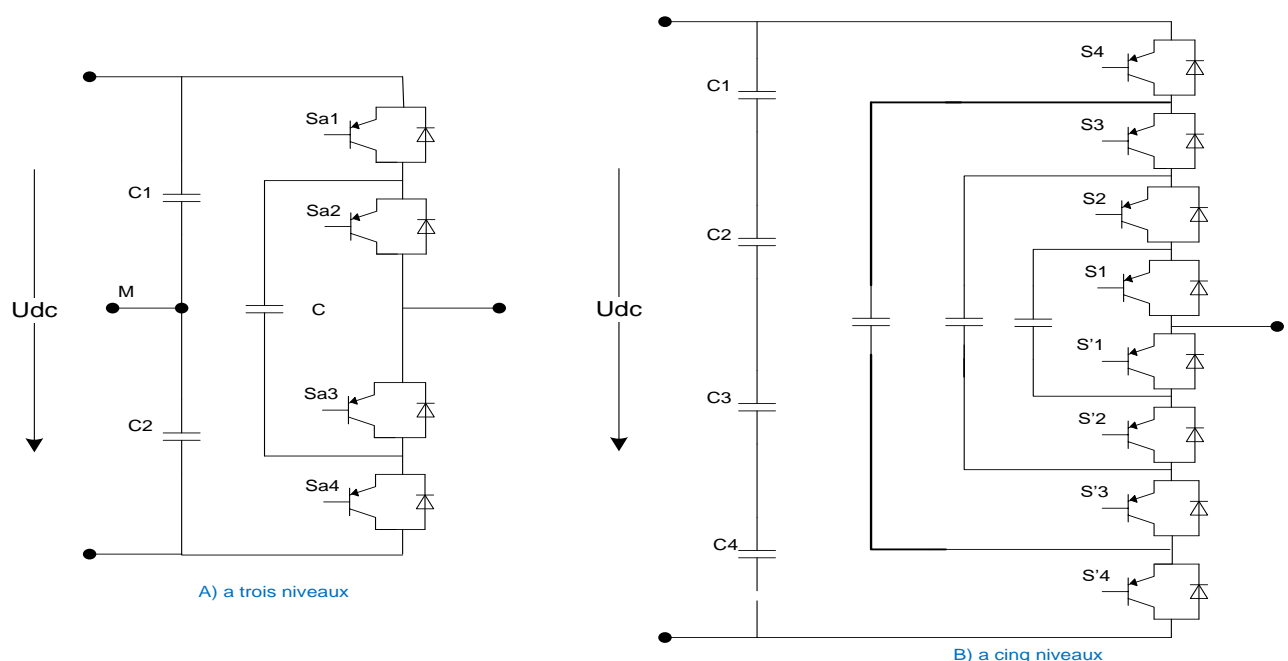 Udc
C1
M
C2
C
Sa1
Sa2
Sa3
Sa4
A) a trois niveaux
Udc
C1
C2
C3
C4
S4
S3
S2
S1
S'1
S'2
S'3
S'4
B) a cinq niveaux